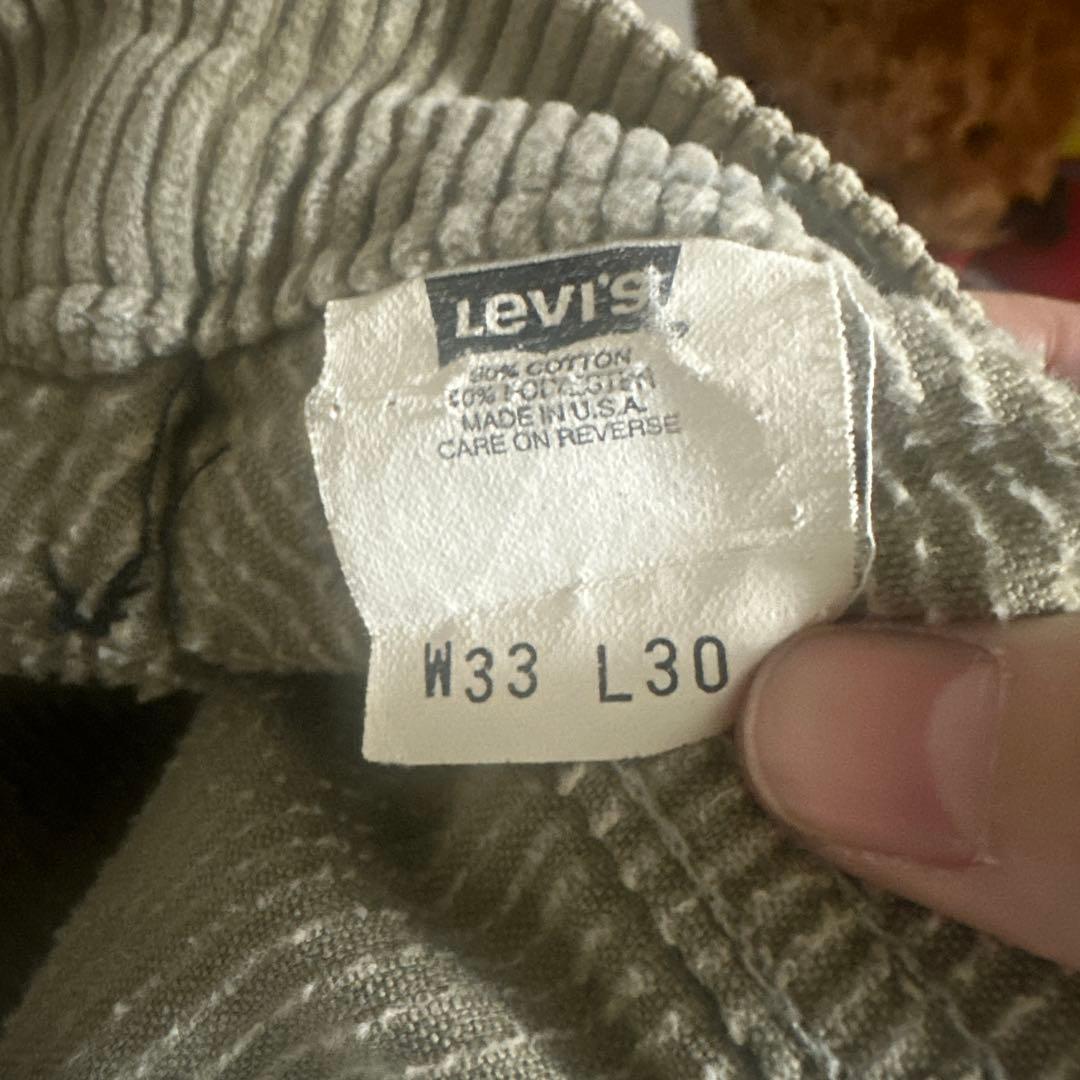 Levi's
COTTON
MADE IN U.S.A.
CARE ON REVERSE
W33 L30